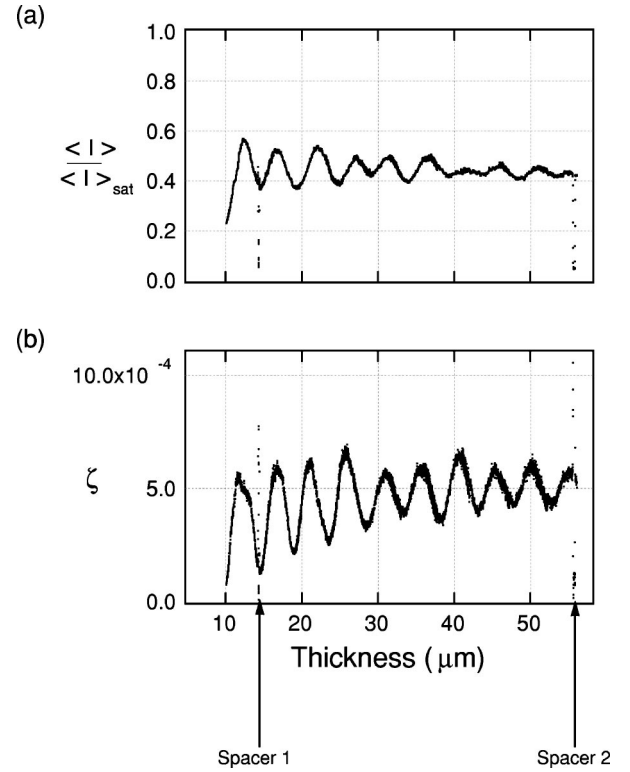 (a)
1.0
0.8
0.6
< I >
< I >sat
0.4
0.2
0.0
(b)
10.0x10 -4
ζ
5.0
0.0
10 20 30 40 50
Thickness ( μm)
Spacer 1 Spacer 2